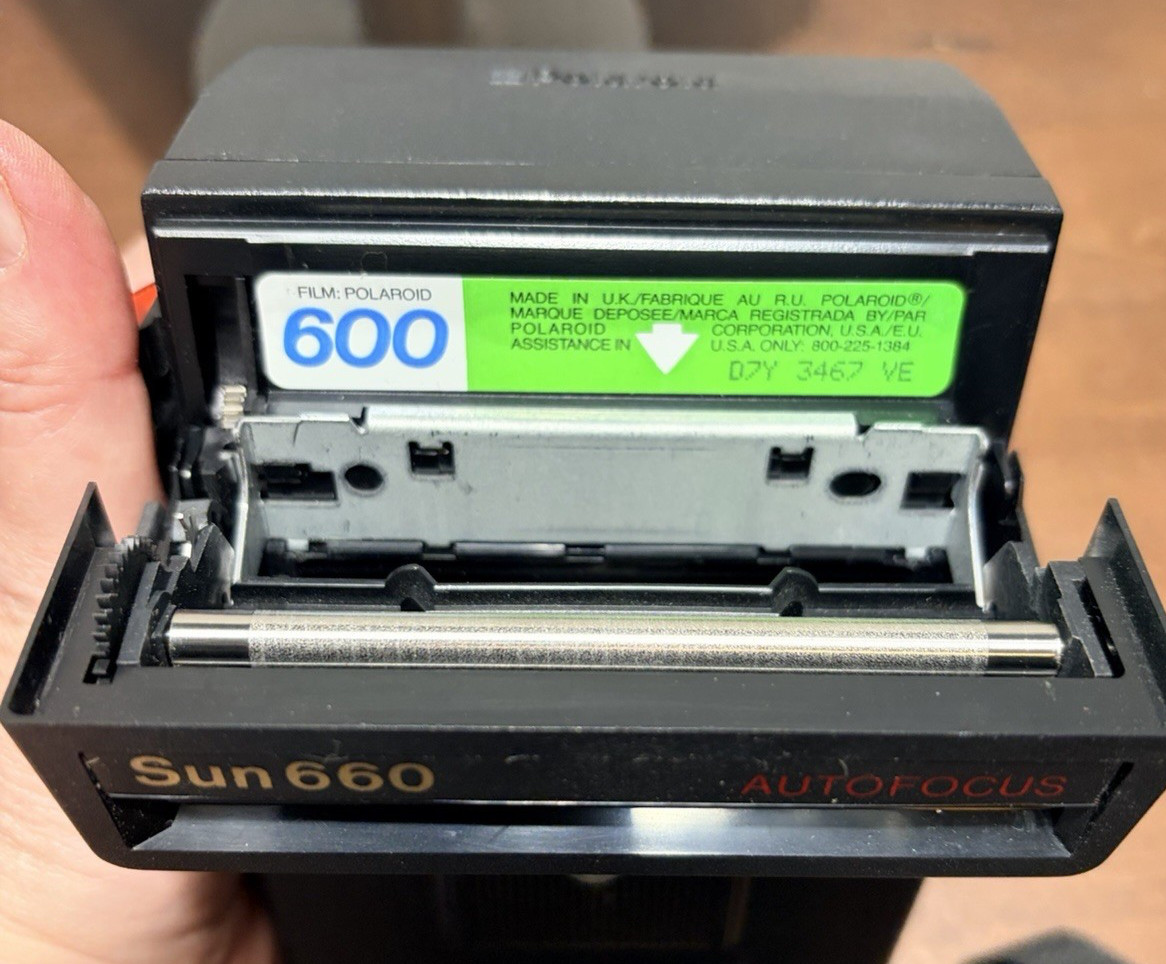 Polaroid
FILM: POLAROID
600
MADE IN U.K./FABRIQUE AU R.U. POLAROID®/
MARQUE DEPOSEE/MARCA REGISTRADA BY/PAR
POLAROID CORPORATION, U.S.A./E.U.
ASSISTANCE IN U.S.A. ONLY: 800-225-1384
D7Y 3467 VE
Sun 660
AUTOFOCUS